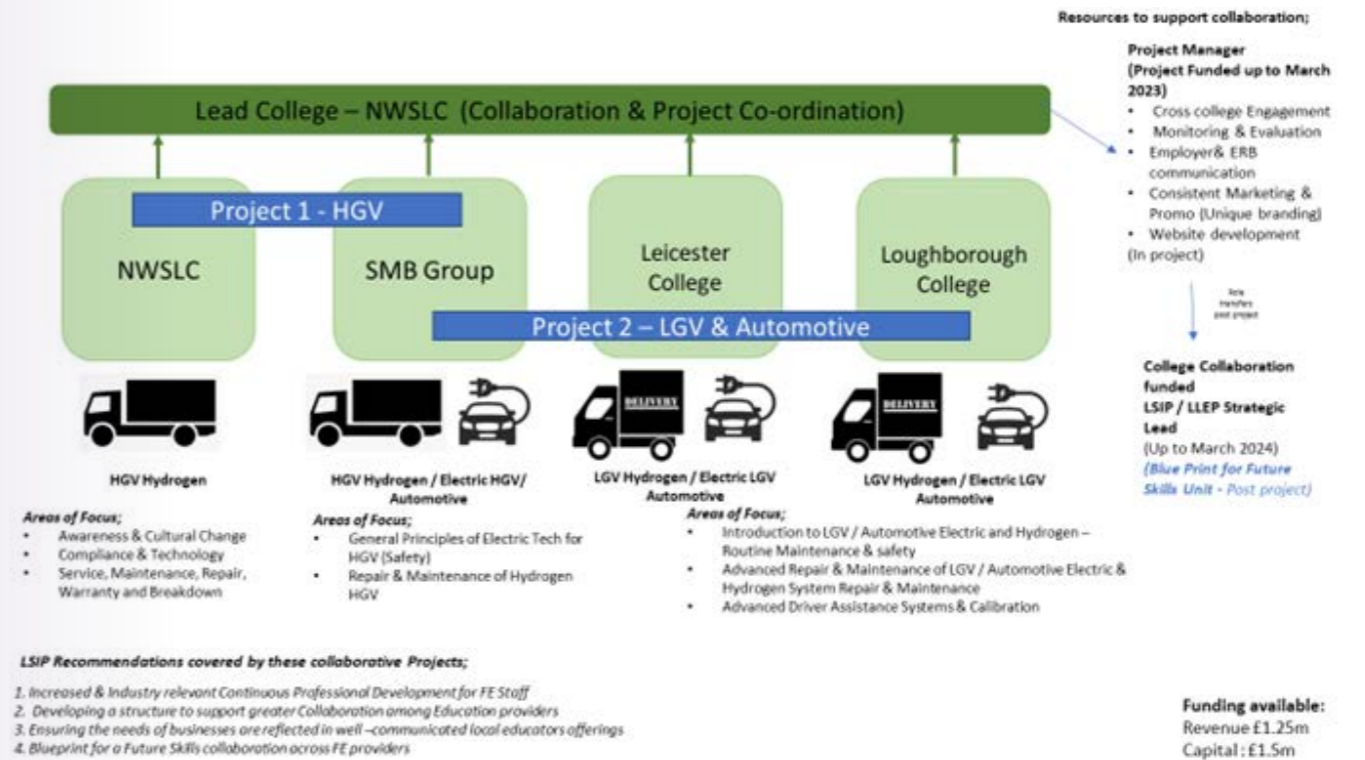 Resources to support collaboration;
Project Manager
(Project Funded up to March
2023)
• Cross college Engagement
• Monitoring & Evaluation
• Employer& ERB
communication
• Consistent Marketing &
Promo (Unique branding)
• Website development
(In project)
Role
transfers
post project
College Collaboration
funded
LSIP / LLEP Strategic
Lead
(Up to March 2024)
(Blue Print for Future
Skills Unit - Post project)
Lead College – NWSLC (Collaboration & Project Co-ordination)
Project 1 - HGV
NWSLC
SMB Group
Leicester
College
Loughborough
College
Project 2 – LGV & Automotive
DELIVERY
DELIVERY
HGV Hydrogen
Areas of Focus;
• Awareness & Cultural Change
• Compliance & Technology
• Service, Maintenance, Repair,
Warranty and Breakdown
HGV Hydrogen / Electric HGV/
Automotive
Areas of Focus;
• General Principles of Electric Tech for
HGV (Safety)
• Repair & Maintenance of Hydrogen
HGV
LGV Hydrogen / Electric LGV
Automotive
LGV Hydrogen / Electric LGV
Automotive
Areas of Focus;
• Introduction to LGV / Automotive Electric and Hydrogen –
Routine Maintenance & safety
• Advanced Repair & Maintenance of LGV / Automotive Electric &
Hydrogen System Repair & Maintenance
• Advanced Driver Assistance Systems & Calibration
LSIP Recommendations covered by these collaborative Projects;
1. Increased & Industry relevant Continuous Professional Development for FE Staff
2. Developing a structure to support greater Collaboration among Education providers
3. Ensuring the needs of businesses are reflected in well –communicated local educators offerings
4. Blueprint for a Future Skills collaboration across FE providers
Funding available:
Revenue £1.25m
Capital : £1.5m